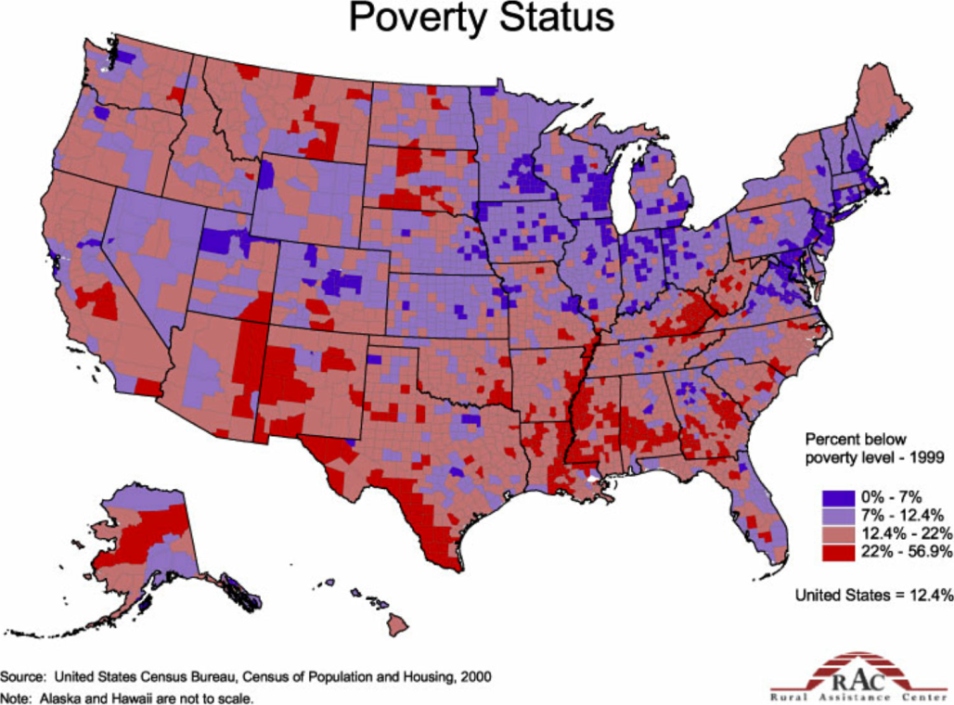 Poverty Status
Percent below
poverty level - 1999
0% - 7%
7% - 12.4%
12.4% - 22%
22% - 56.9%
United States = 12.4%
Source: United States Census Bureau, Census of Population and Housing, 2000
Note: Alaska and Hawaii are not to scale.
RAC
Rural Assistance Center